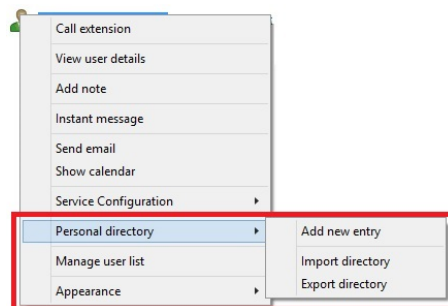 Call extension
View user details
Add note
Instant message
Send email
Show calendar
Service Configuration
Personal directory
Manage user list
Appearance
Add new entry
Import directory
Export directory